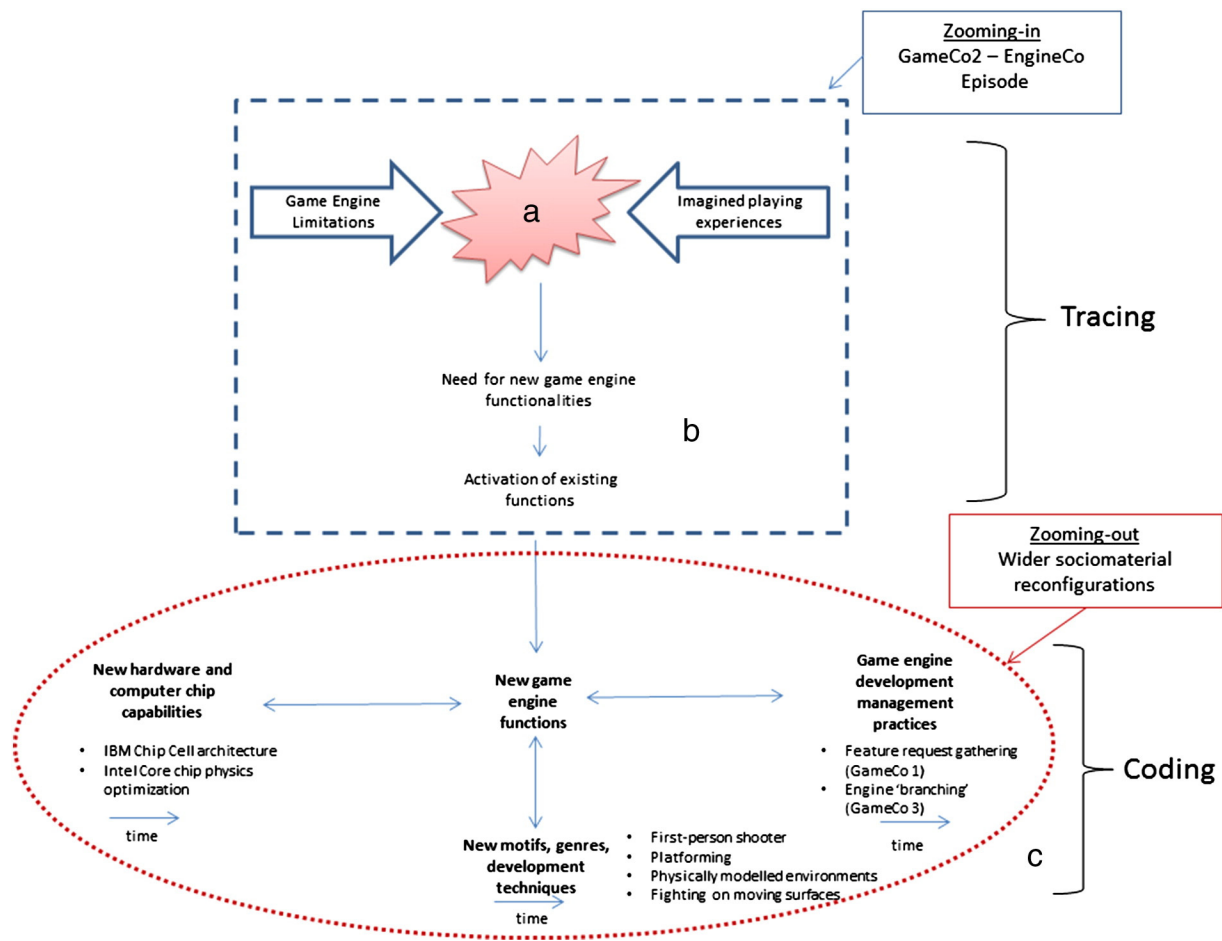 Zooming-in
GameCo2 – EngineCo
Episode
Game Engine
Limitations
a
Imagined playing
experiences
Tracing
Need for new game engine
functionalities
b
Activation of existing
functions
Zooming-out
Wider sociomaterial
reconfigurations
New hardware and
computer chip
capabilities
• IBM Chip Cell architecture
• Intel Core chip physics
optimization
time
New game
engine
functions
Game engine
development
management
practices
• Feature request gathering
(GameCo 1)
• Engine ‘branching’
(GameCo 3)
time
Coding
New motifs, genres,
development
techniques
time
• First-person shooter
• Platforming
• Physically modelled environments
• Fighting on moving surfaces
c